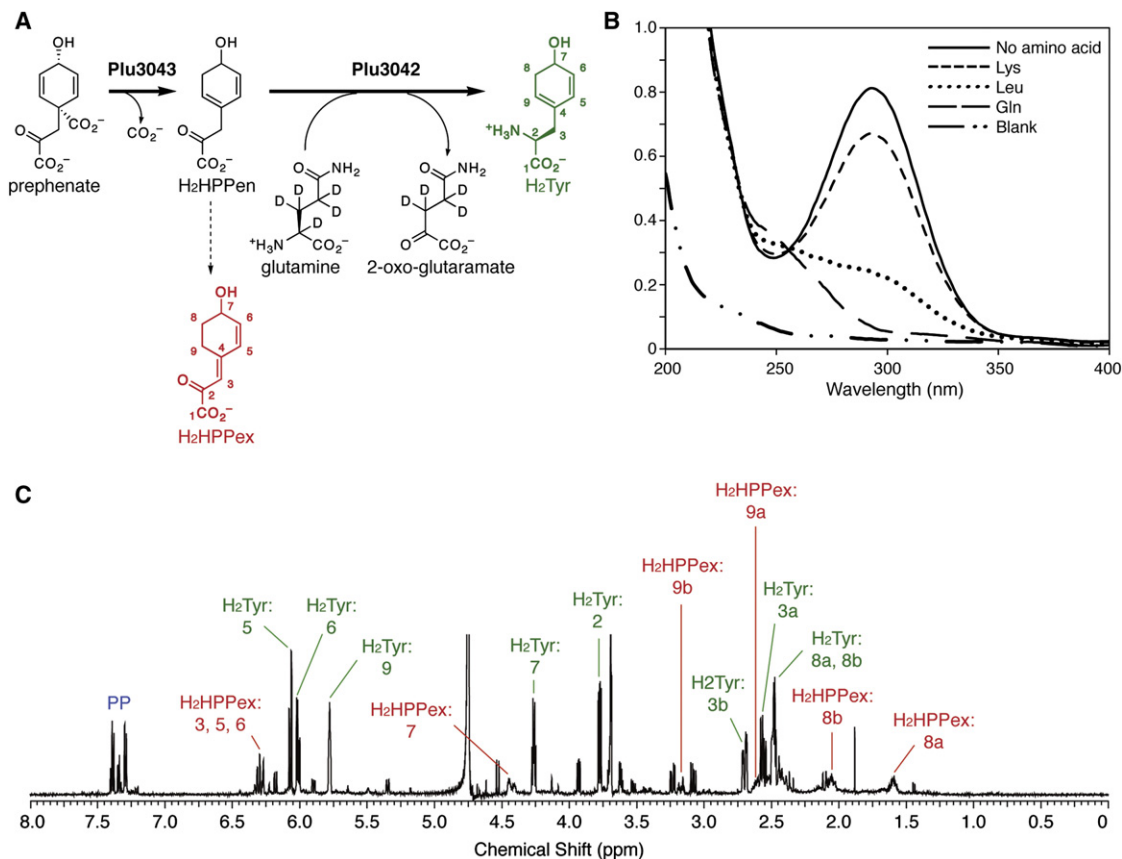 A
OH
CO₂⁻
O
CO₂⁻
prephenate
Plu3043
CO₂⁻
OH
O
CO₂⁻
H₂HPPen
Plu3042
NH₂
O
D
D
D
D
D
⁺H₃N
CO₂⁻
glutamine
NH₂
O
D
D
D
D
O
CO₂⁻
2-oxo-glutaramate
OH
7
8
6
9
5
4
3
2
⁺H₃N
1CO₂⁻
H₂Tyr
OH
7
8
6
9
5
4
3
O
2
1CO₂⁻
H₂HPPex
B
1.0
0.8
0.6
0.4
0.2
0
200
250
300
350
400
Wavelength (nm)
No amino acid
Lys
Leu
Gln
Blank
C
PP
H₂HPPex:
3, 5, 6
H₂Tyr:
5
H₂Tyr:
6
H₂Tyr:
9
H₂HPPex:
7
H₂Tyr:
7
H₂Tyr:
2
H₂HPPex:
9b
H2Tyr:
3b
H₂HPPex:
9a
H₂Tyr:
3a
H₂Tyr:
8a, 8b
H₂HPPex:
8b
H₂HPPex:
8a
8.0 7.5 7.0 6.5 6.0 5.5 5.0 4.5 4.0 3.5 3.0 2.5 2.0 1.5 1.0 0.5 0
Chemical Shift (ppm)